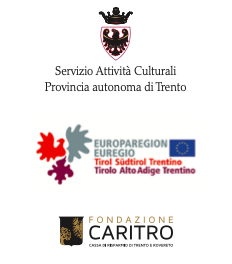 Servizio Attività Culturali
Provincia autonoma di Trento
EUROPAREGION
EUREGIO
Tirol Südtirol Trentino
Tirolo Alto Adige Trentino
FONDAZIONE
CARITRO
CASSA DI RISPARMIO DI TRENTO E ROVERETO